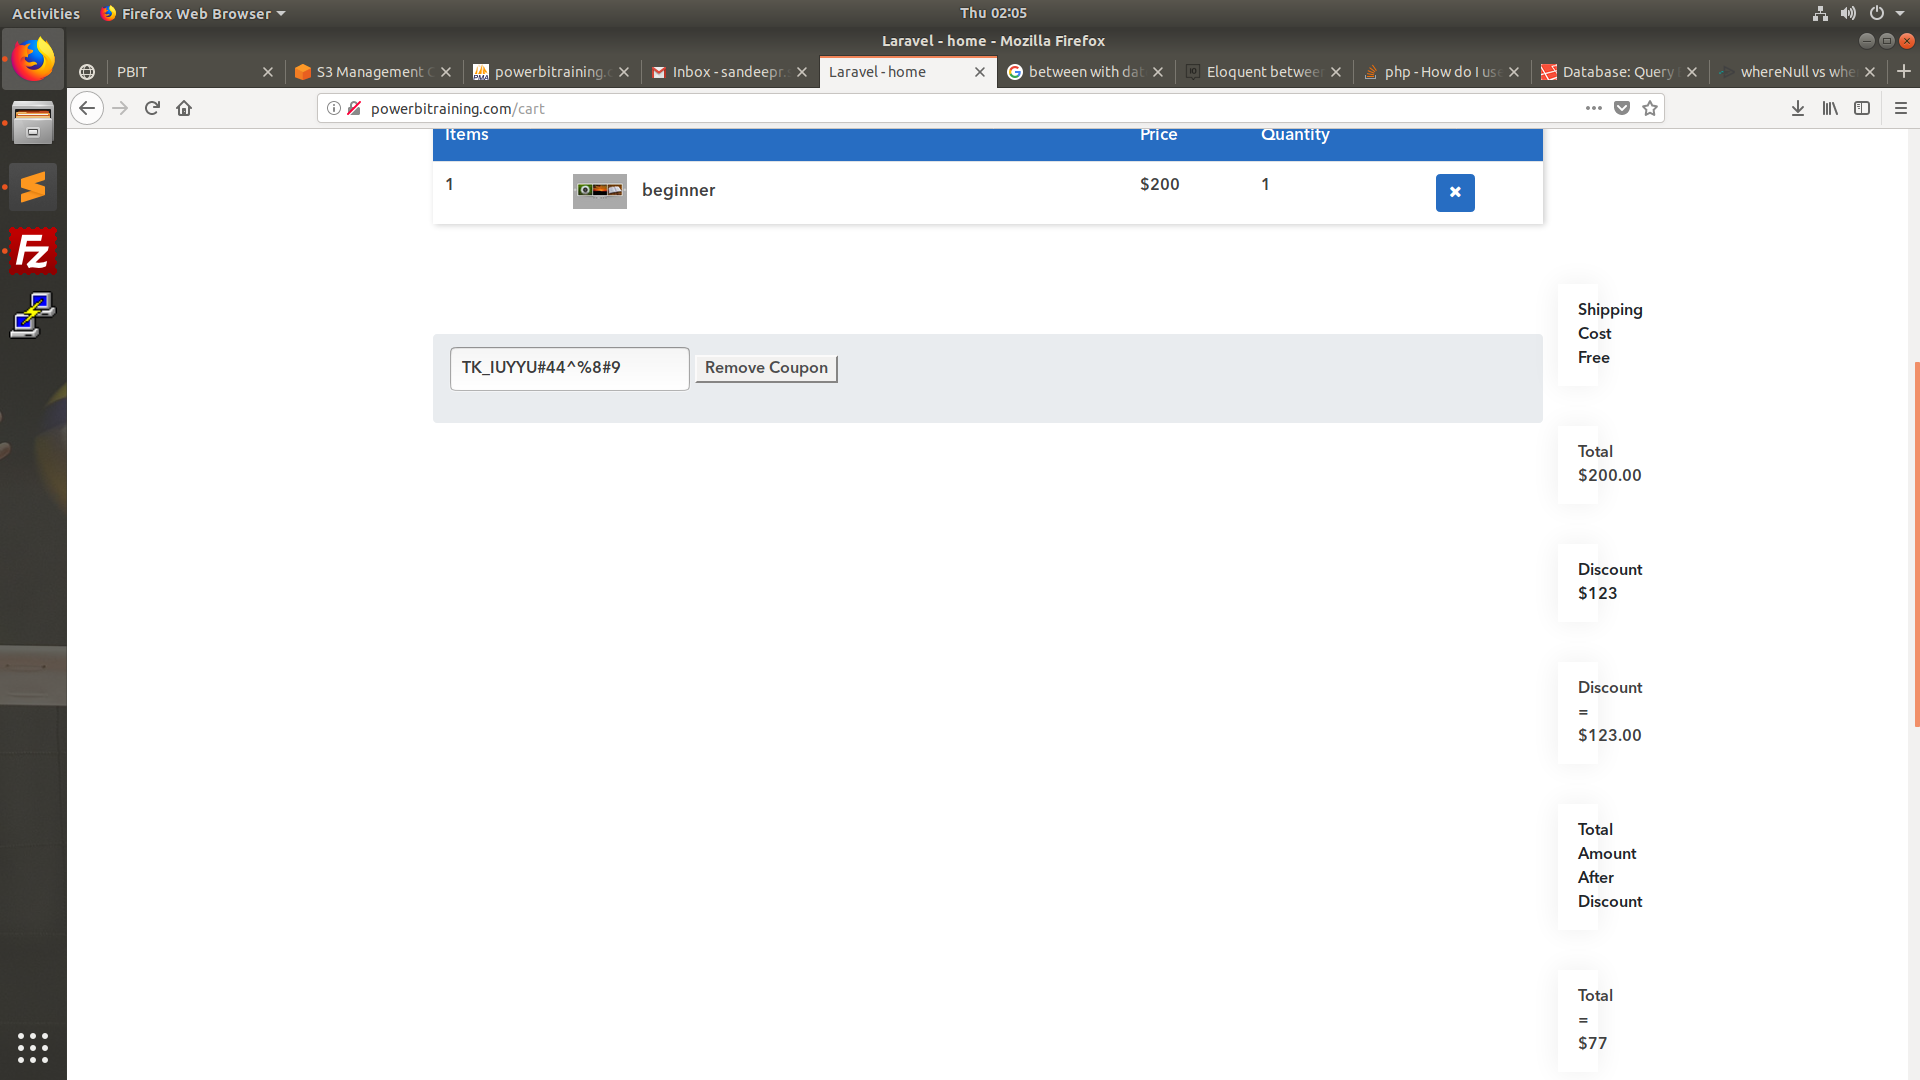 Activities
Firefox Web Browser
Thu 02:05
Laravel - home - Mozilla Firefox
PBIT
S3 Management C
powerbitraining.c
Inbox - sandeepr.s
Laravel - home
between with dat
Eloquent betwee
php - How do I use
Database: Query
whereNull vs whe
powerbitraining.com/cart
Items
Price
Quantity
1
beginner
$200
1
TK_IUYYU#44^%8#9
Remove Coupon
Shipping
Cost
Free
Total
$200.00
Discount
$123
Discount
=
$123.00
Total
Amount
After
Discount
Total
=
$77